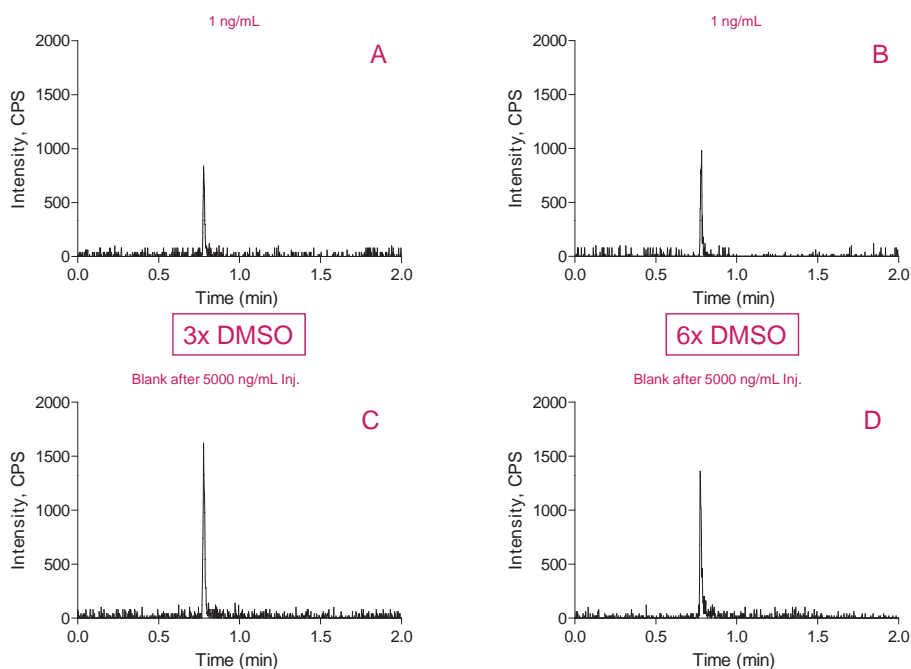 1 ng/mL
A
Intensity, CPS
2000
1500
1000
500
0
0.0 0.5 1.0 1.5 2.0
Time (min)
1 ng/mL
B
Intensity, CPS
2000
1500
1000
500
0
0.0 0.5 1.0 1.5 2.0
Time (min)
3x DMSO
6x DMSO
Blank after 5000 ng/mL Inj.
C
Intensity, CPS
2000
1500
1000
500
0
0.0 0.5 1.0 1.5 2.0
Time (min)
Blank after 5000 ng/mL Inj.
D
Intensity, CPS
2000
1500
1000
500
0
0.0 0.5 1.0 1.5 2.0
Time (min)